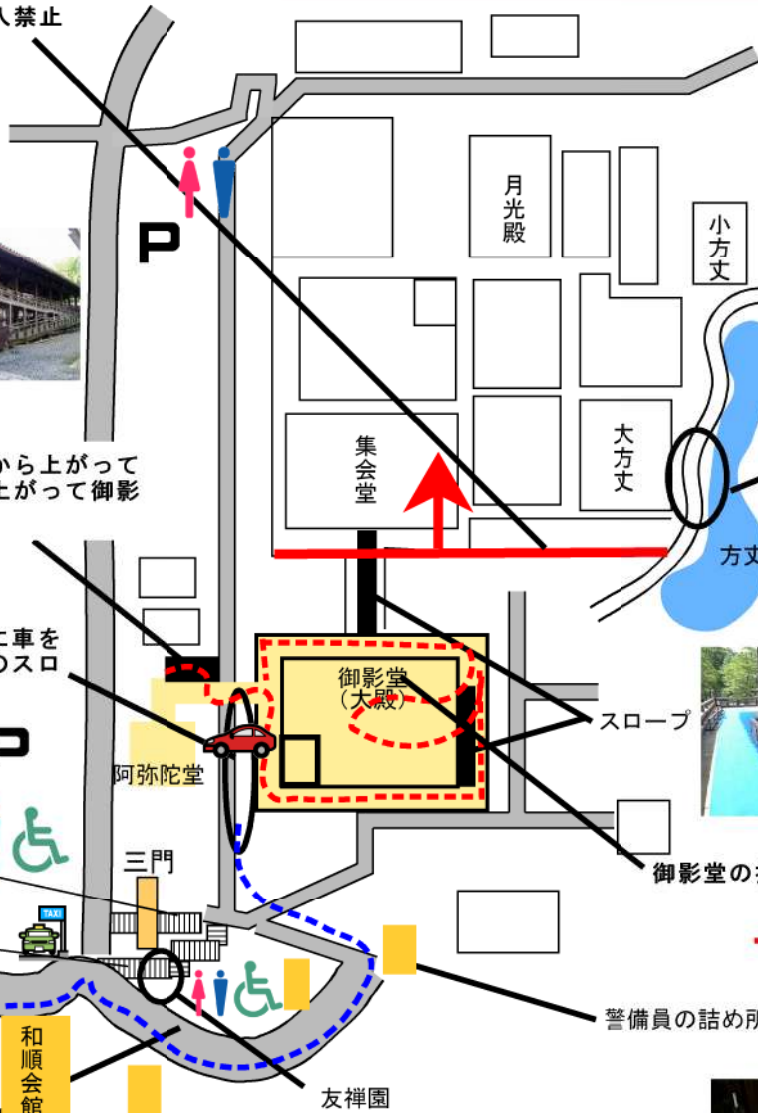 人禁止
P
月光殿
小方丈
から上がって
上がって御影
集会堂
大方丈
方丈
に車を
のスロ
御影堂
(大殿)
スロープ
P
阿弥陀堂
三門
御影堂の
TAXI
警備員の詰め所
和順会館
友禅園